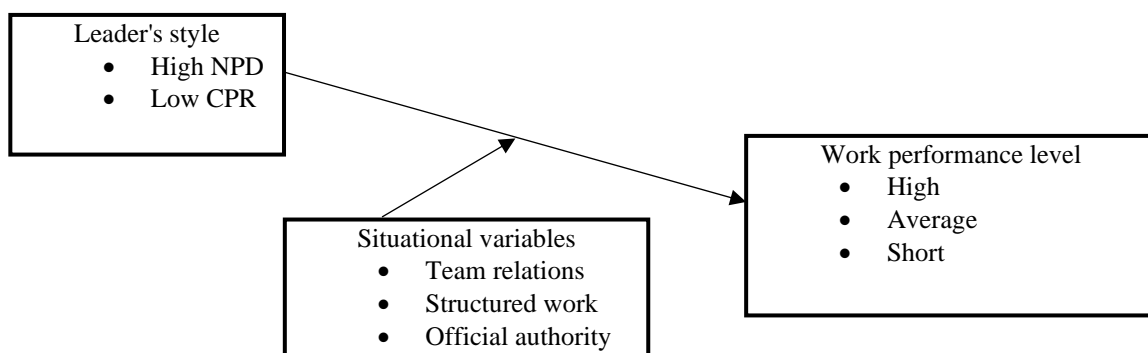 Leader's style
• High NPD
• Low CPR
Work performance level
• High
• Average
• Short
Situational variables
• Team relations
• Structured work
• Official authority